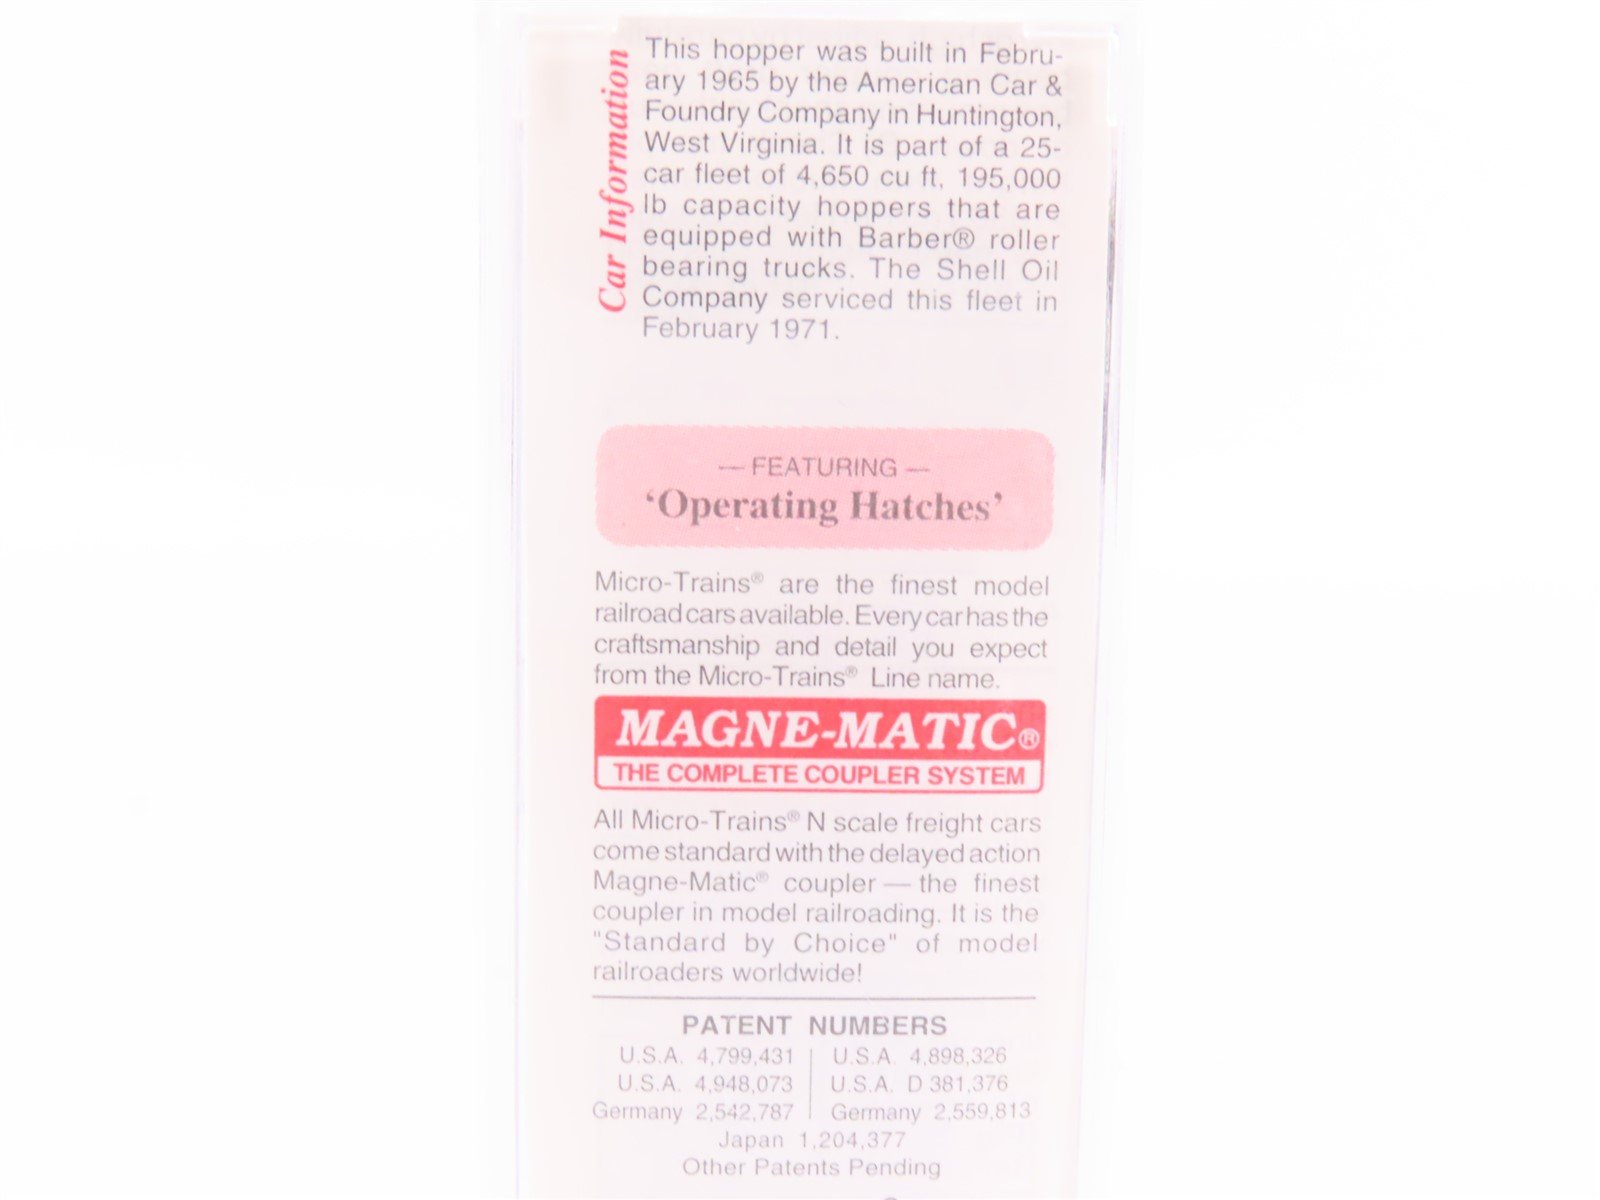 Car Information
This hopper was built in Febru-
ary 1965 by the American Car &
Foundry Company in Huntington,
West Virginia. It is part of a 25-
car fleet of 4,650 cu ft, 195,000
lb capacity hoppers that are
equipped with Barber® roller
bearing trucks. The Shell Oil
Company serviced this fleet in
February 1971.
— FEATURING —
‘Operating Hatches’
Micro-Trains® are the finest model
railroad cars available. Every car has the
craftsmanship and detail you expect
from the Micro-Trains® Line name.
MAGNE-MATIC®
THE COMPLETE COUPLER SYSTEM
All Micro-Trains® N scale freight cars
come standard with the delayed action
Magne-Matic® coupler — the finest
coupler in model railroading. It is the
"Standard by Choice" of model
railroaders worldwide!
PATENT NUMBERS
U.S.A. 4,799,431 U.S.A. 4,898,326
U.S.A. 4,948,073 U.S.A. D 381,376
Germany 2,542,787 Germany 2,559,813
Japan 1,204,377
Other Patents Pending